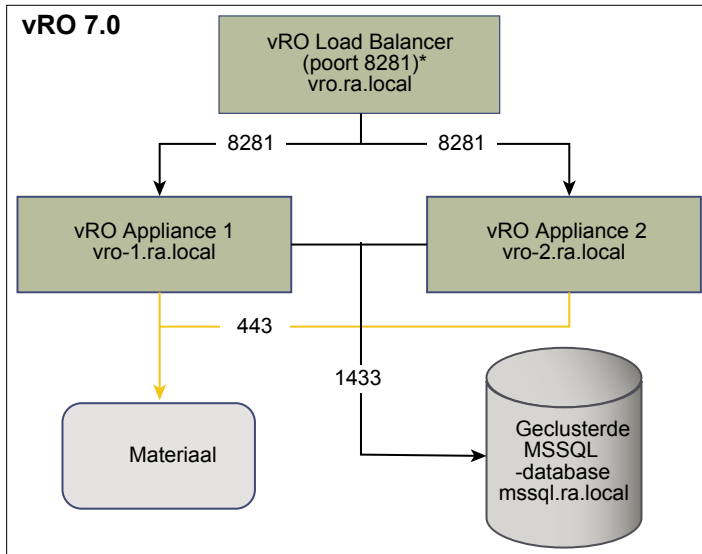 vRO 7.0
vRO Load Balancer
(poort 8281)*
vro.ra.local
8281
8281
vRO Appliance 1
vro-1.ra.local
vRO Appliance 2
vro-2.ra.local
443
1433
Materiaal
Geclusterde
MSSQL
-database
mssql.ra.local